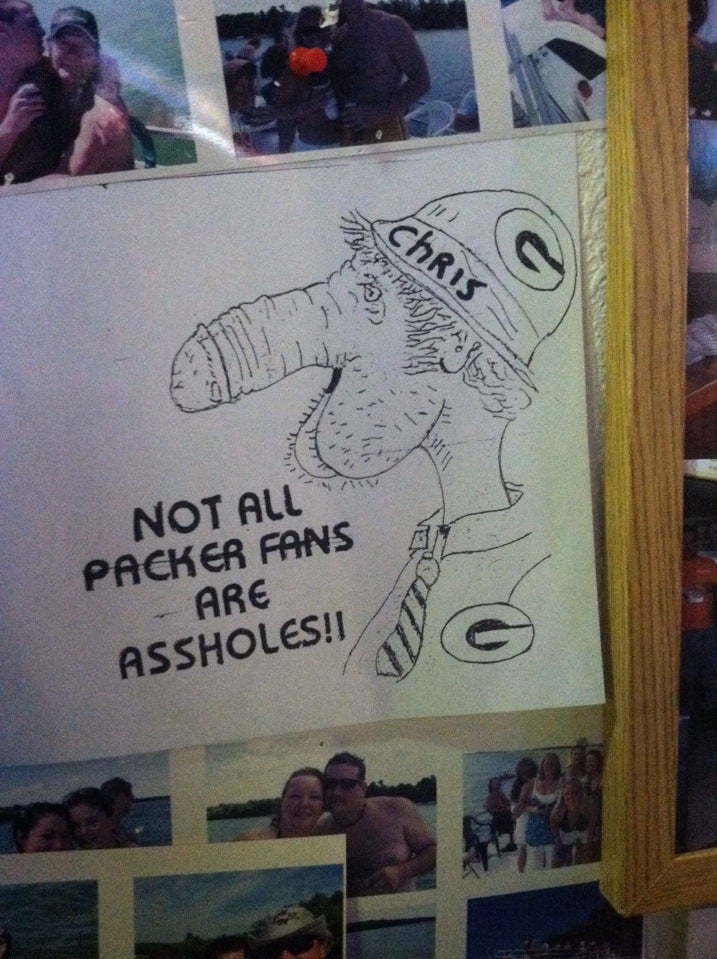 ChRIS
G
NOT ALL
PACKER FANS
ARE
ASSHOLES!!
G